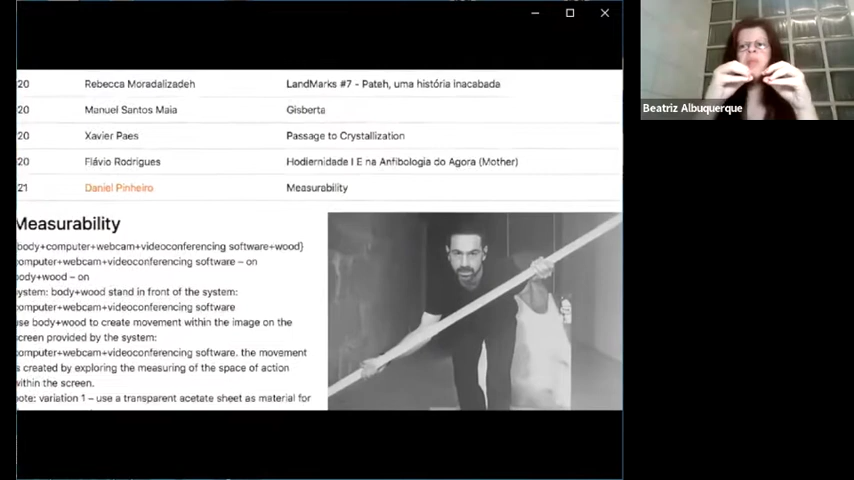 20 Rebecca Moradalizadeh LandMarks #7 - Pateh, uma história inacabada
20 Manuel Santos Maia Gisberta
20 Xavier Paes Passage to Crystallization
20 Flávio Rodrigues Hodiernidade I E na Anfibologia do Agora (Mother)
21 Daniel Pinheiro Measurability
Measurability
body+computer+webcam+videoconferencing software+wood}
computer+webcam+videoconferencing software – on
body+wood – on
ystem: body+wood stand in front of the system:
computer+webcam+videoconferencing software
use body+wood to create movement within the image on the
screen provided by the system:
computer+webcam+videoconferencing software. the movement
s created by exploring the measuring of the space of action
within the screen.
note: variation 1 – use a transparent acetate sheet as material for
Beatriz Albuquerque